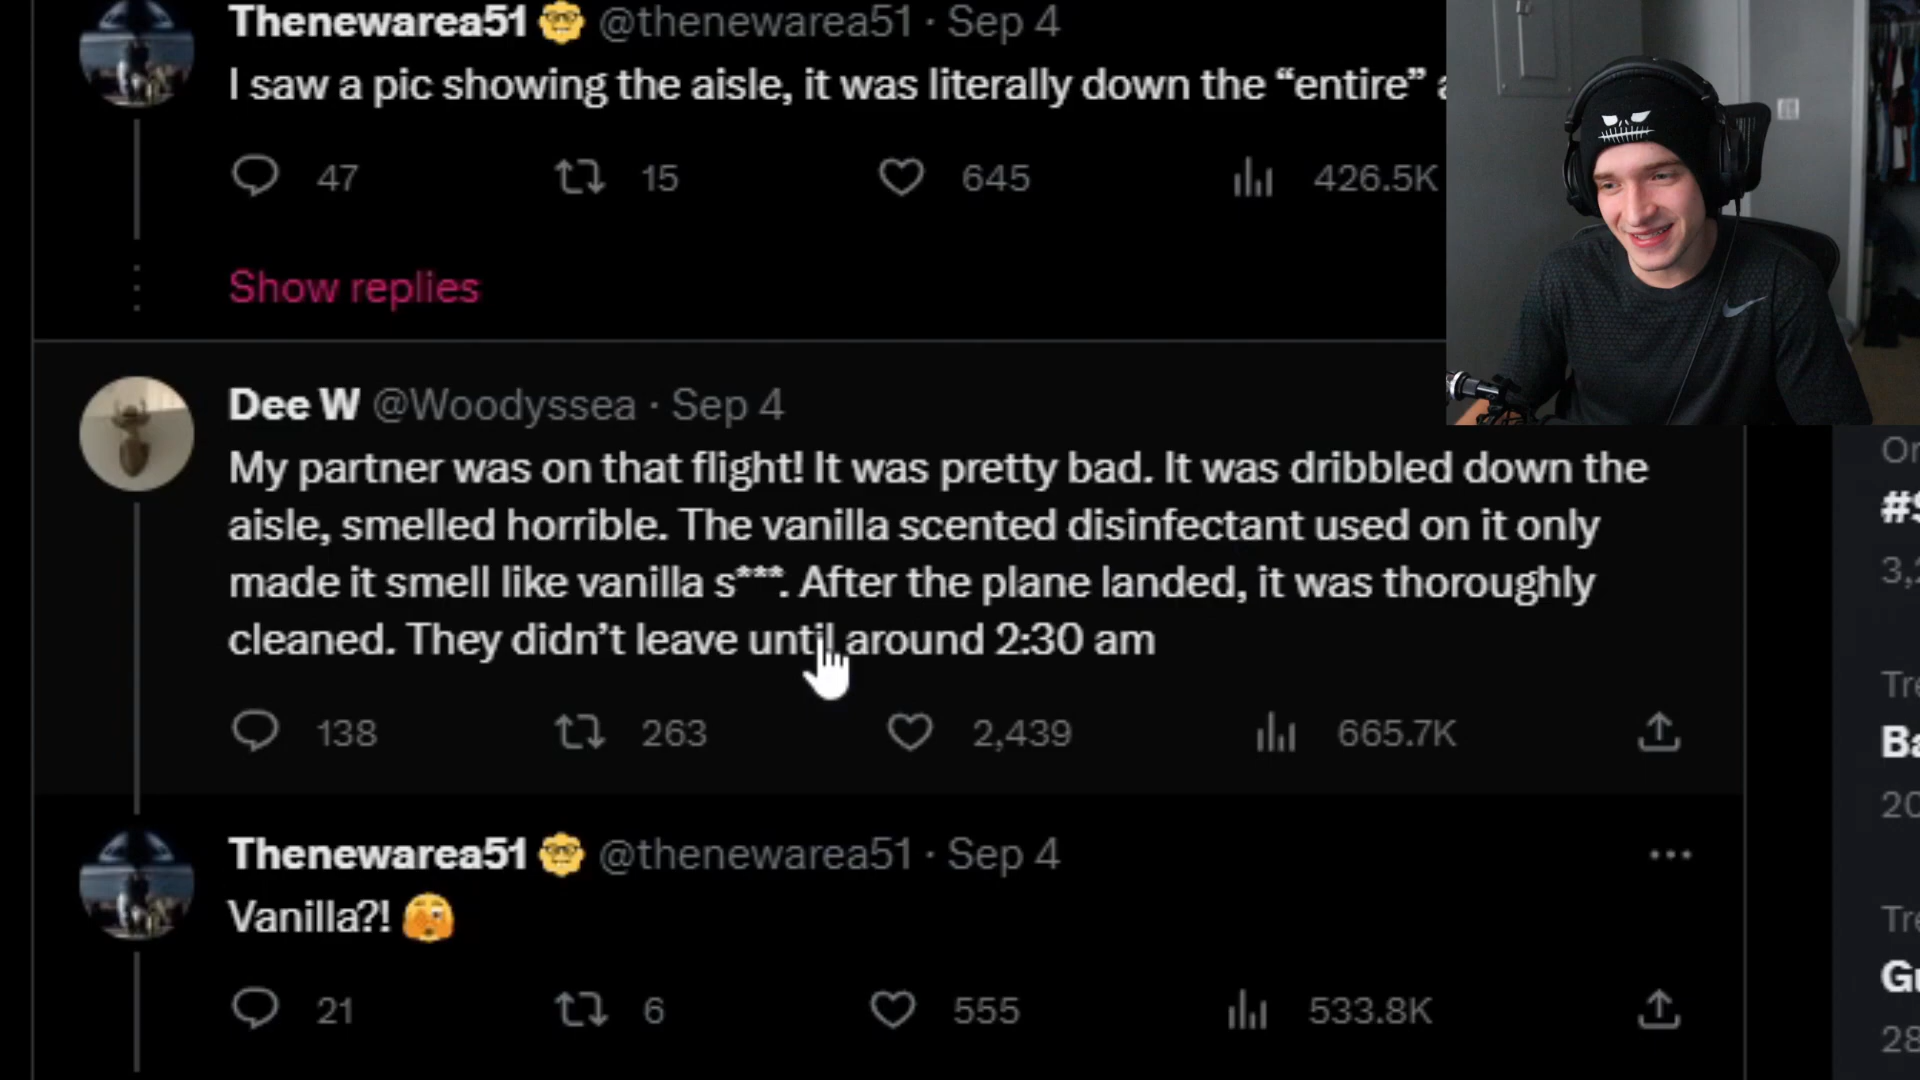 Thenewarea51 🤓 @thenewarea51 · Sep 4
I saw a pic showing the aisle, it was literally down the “entire”
47 15 645 426.5K
Show replies
Dee W @Woodyssea · Sep 4
My partner was on that flight! It was pretty bad. It was dribbled down the
aisle, smelled horrible. The vanilla scented disinfectant used on it only
made it smell like vanilla s***. After the plane landed, it was thoroughly
cleaned. They didn’t leave until around 2:30 am
138 263 2,439 665.7K
Thenewarea51 🤓 @thenewarea51 · Sep 4
Vanilla?! 🫣
21 6 555 533.8K